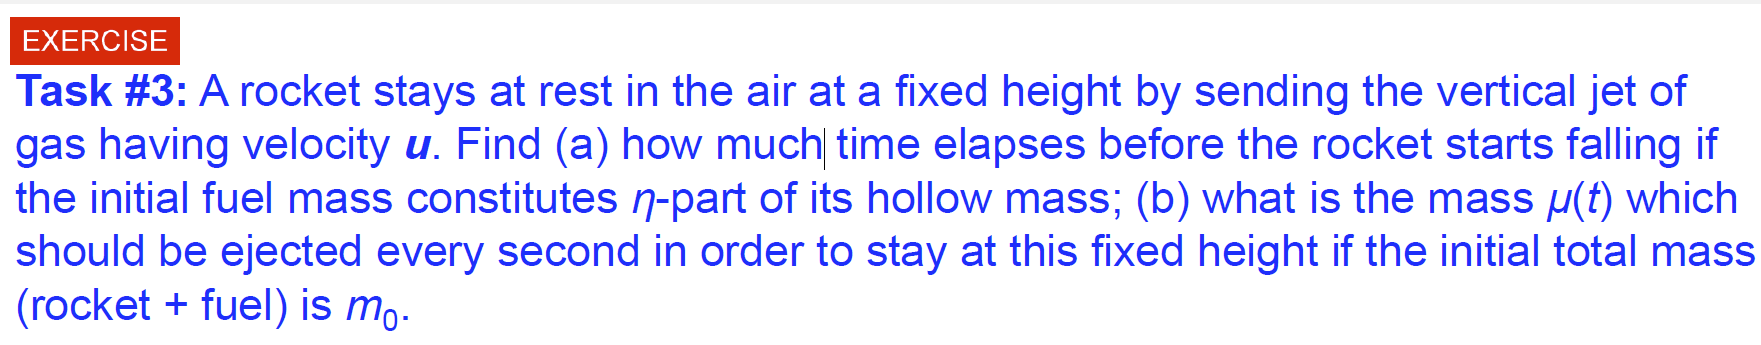 EXERCISE
Task #3: A rocket stays at rest in the air at a fixed height by sending the vertical jet of
gas having velocity u. Find (a) how much time elapses before the rocket starts falling if
the initial fuel mass constitutes η-part of its hollow mass; (b) what is the mass μ(t) which
should be ejected every second in order to stay at this fixed height if the initial total mass
(rocket + fuel) is m₀.